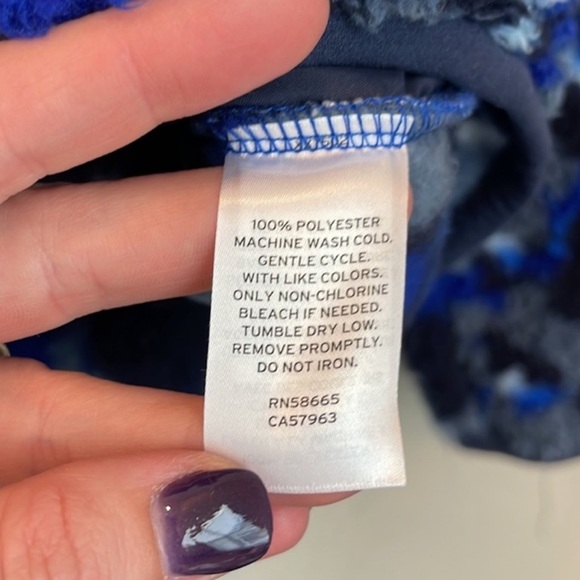 100% POLYESTER
MACHINE WASH COLD.
GENTLE CYCLE.
WITH LIKE COLORS.
ONLY NON-CHLORINE
BLEACH IF NEEDED.
TUMBLE DRY LOW.
REMOVE PROMPTLY.
DO NOT IRON.
RN58665
CA57963